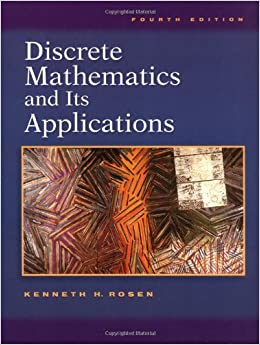 FOURTH EDITION
Discrete
Mathematics
and Its
Applications
KENNETH H. ROSEN